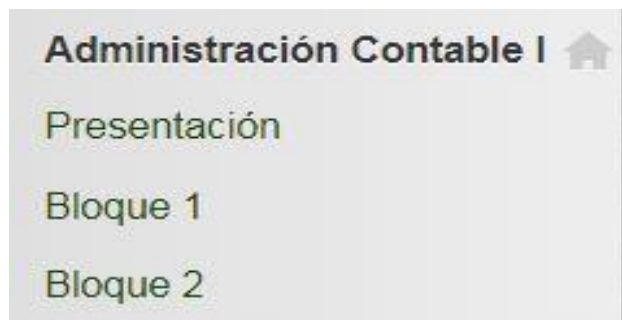 Administración Contable I
Presentación
Bloque 1
Bloque 2